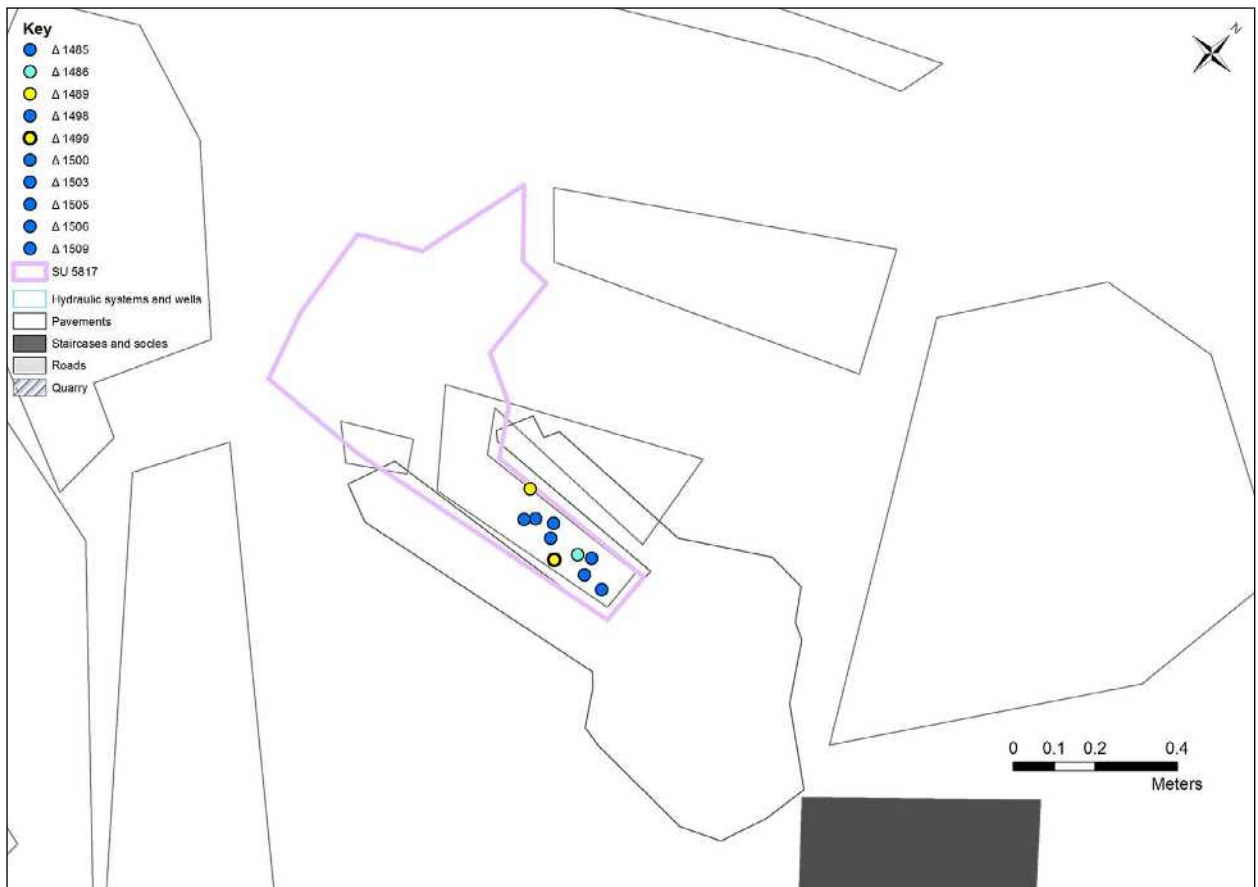 Key
Δ 1485
Δ 1486
Δ 1489
Δ 1498
Δ 1499
Δ 1500
Δ 1503
Δ 1505
Δ 1506
Δ 1509
SU 5817
Hydraulic systems and wells
Pavements
Staircases and socles
Roads
Quarry
N
0 0.1 0.2 0.4
Meters